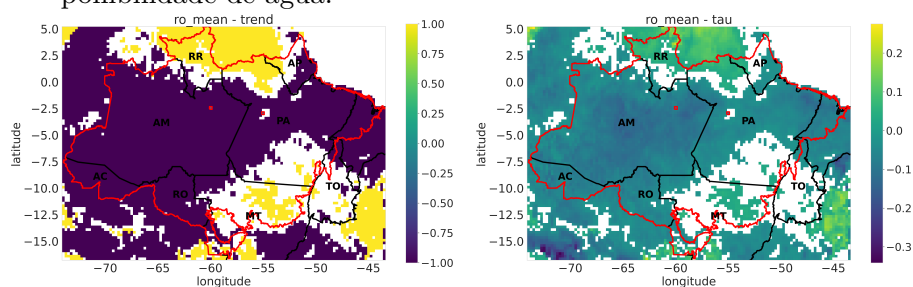 ponibilidade de água.
ro_mean - trend
5.0
2.5
0.0
−2.5
−5.0
−7.5
−10.0
−12.5
−15.0
latitude
−70
−65
−60
−55
−50
−45
longitude
RR
AP
AM
PA
AC
RO
TO
MT
1.00
0.75
0.50
0.25
0.00
−0.25
−0.50
−0.75
−1.00
ro_mean - tau
5.0
2.5
0.0
−2.5
−5.0
−7.5
−10.0
−12.5
−15.0
latitude
−70
−65
−60
−55
−50
−45
longitude
RR
AP
AM
PA
AC
RO
TO
MT
0.2
0.1
0.0
−0.1
−0.2
−0.3